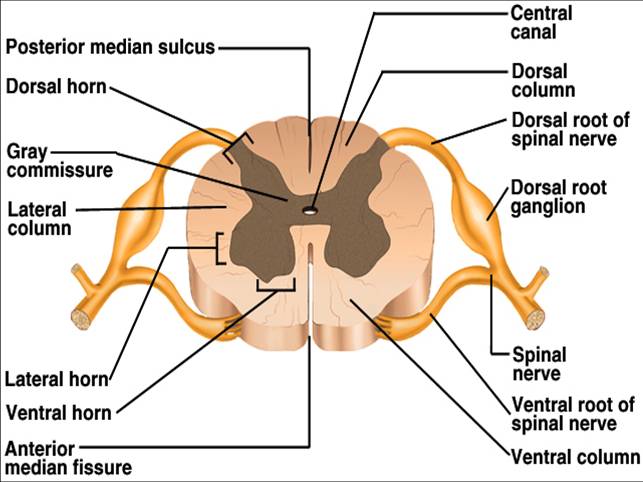 Posterior median sulcus
Dorsal horn
Gray
commissure
Lateral
column
Lateral horn
Ventral horn
Anterior
median fissure
Central
canal
Dorsal
column
Dorsal root of
spinal nerve
Dorsal root
ganglion
Spinal
nerve
Ventral root of
spinal nerve
Ventral column